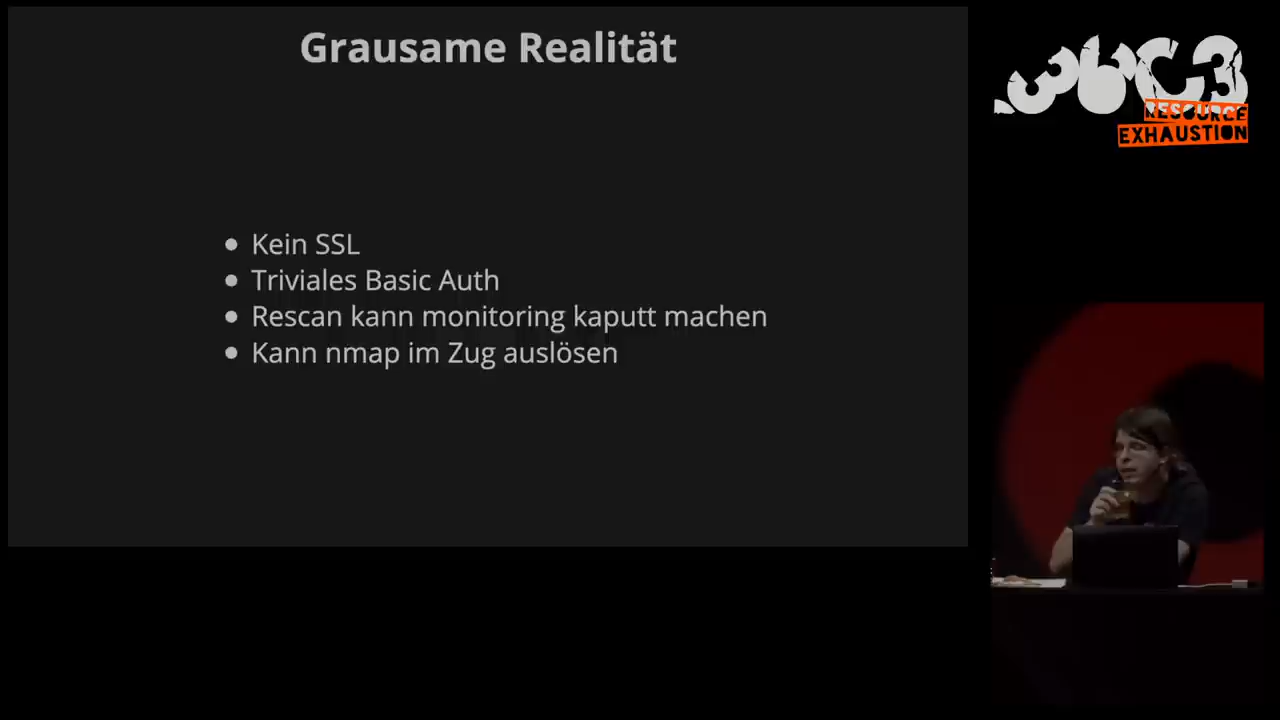 Grausame Realität
Kein SSL
Triviales Basic Auth
Rescan kann monitoring kaputt machen
Kann nmap im Zug auslösen
36C3
RESOURCE
EXHAUSTION